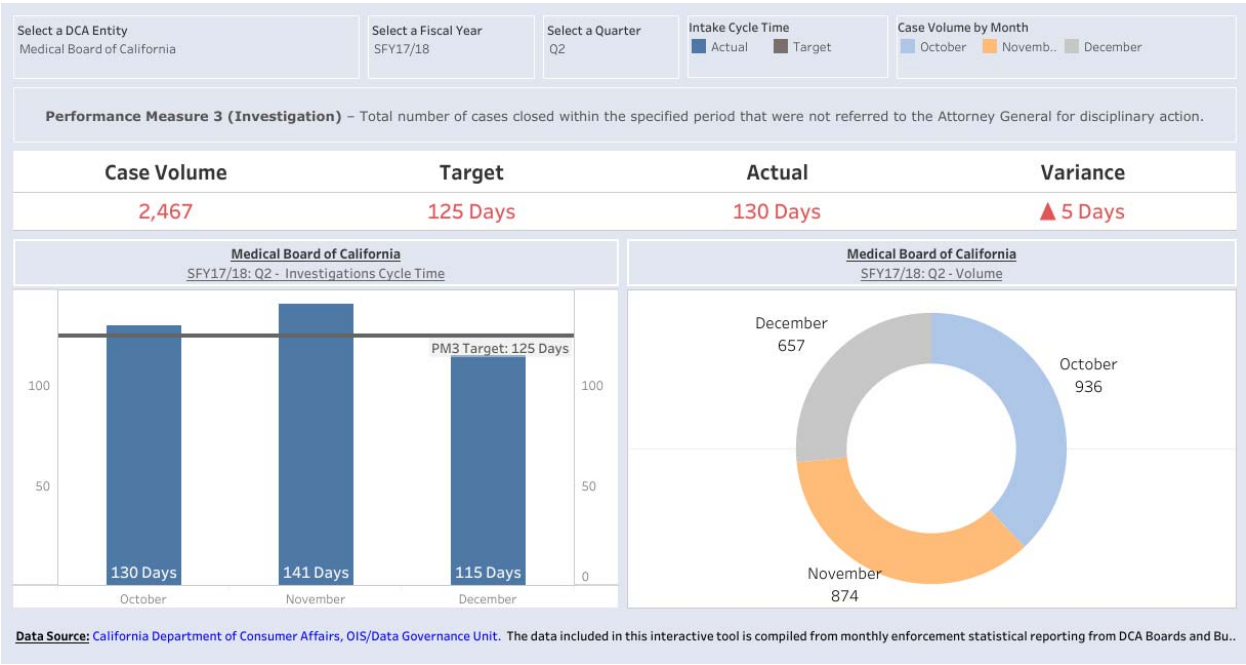 Select a DCA Entity
Medical Board of California
Select a Fiscal Year
SFY17/18
Select a Quarter
Q2
Intake Cycle Time
Actual
Target
Case Volume by Month
October
Novemb..
December
Performance Measure 3 (Investigation) – Total number of cases closed within the specified period that were not referred to the Attorney General for disciplinary action.
Case Volume
Target
Actual
Variance
2,467
125 Days
130 Days
▲ 5 Days
Medical Board of California
SFY17/18: Q2 - Investigations Cycle Time
PM3 Target: 125 Days
100
100
50
50
0
130 Days
141 Days
115 Days
October
November
December
Medical Board of California
SFY17/18: Q2 - Volume
December
657
October
936
November
874
Data Source: California Department of Consumer Affairs, OIS/Data Governance Unit. The data included in this interactive tool is compiled from monthly enforcement statistical reporting from DCA Boards and Bu..